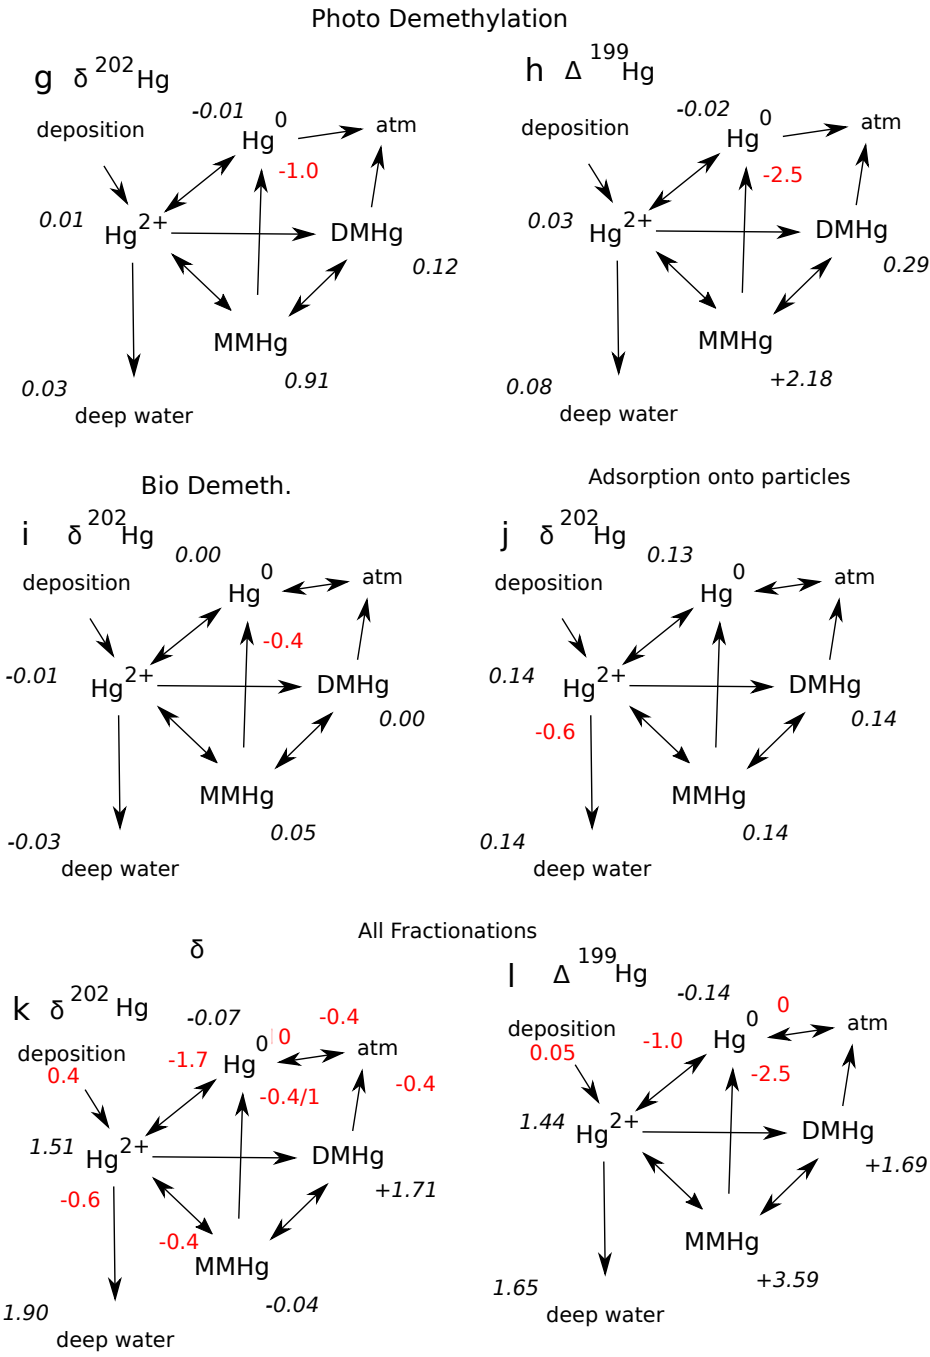 Photo Demethylation
g δ 202Hg
-0.01
deposition
Hg0
atm
-1.0
0.01
Hg2+
DMHg
0.12
MMHg
0.91
0.03
deep water
h Δ 199Hg
-0.02
deposition
Hg0
atm
-2.5
0.03
Hg2+
DMHg
0.29
MMHg
+2.18
0.08
deep water
Bio Demeth.
i δ 202Hg
0.00
deposition
Hg0
atm
-0.4
-0.01
Hg2+
DMHg
0.00
MMHg
0.05
-0.03
deep water
Adsorption onto particles
j δ 202Hg
0.13
deposition
Hg0
atm
0.14
Hg2+
DMHg
-0.6
0.14
MMHg
0.14
0.14
deep water
All Fractionations
δ
k δ 202 Hg
-0.07
-0.4
deposition
0.4
Hg0
0
atm
-1.7
-0.4/1
-0.4
1.51
Hg2+
DMHg
-0.6
+1.71
-0.4
MMHg
-0.04
1.90
deep water
l Δ 199Hg
-0.14
0
deposition
0.05
Hg0
atm
-1.0
-2.5
1.44
Hg2+
DMHg
+1.69
MMHg
+3.59
1.65
deep water